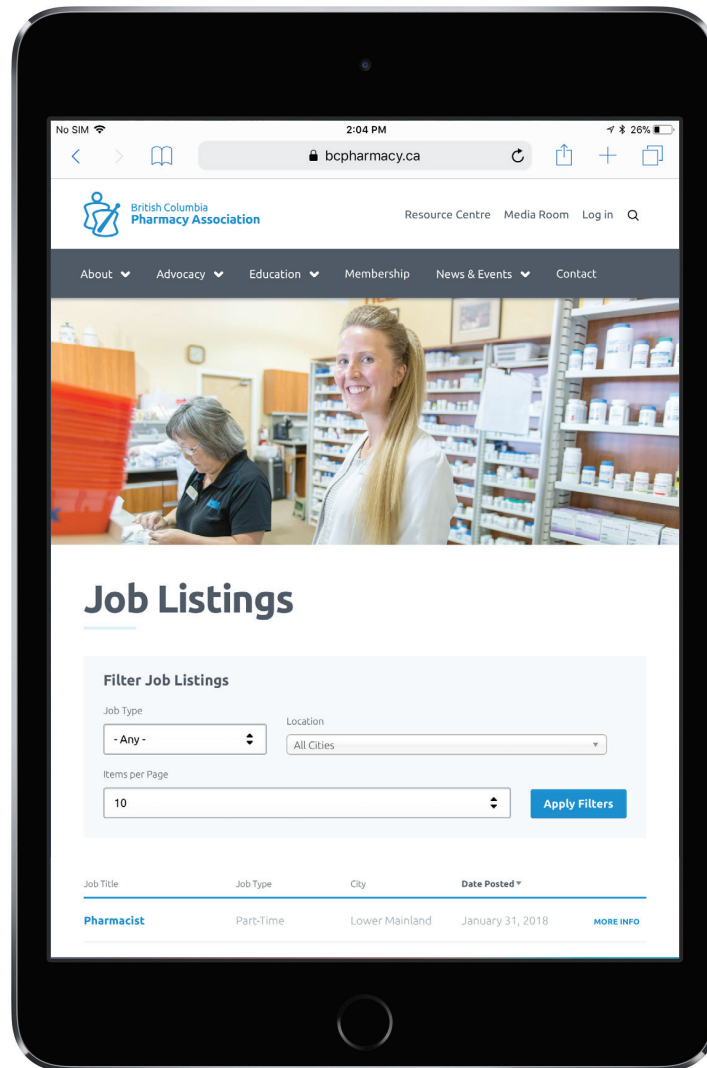 No SIM 2:04 PM 26%
bcpharmacy.ca
British Columbia
Pharmacy Association
Resource Centre Media Room Log in
About Advocacy Education Membership News & Events Contact
Job Listings
Filter Job Listings
Job Type
Location
- Any -
All Cities
Items per Page
10
Apply Filters
Job Title Job Type City Date Posted
Pharmacist Part-Time Lower Mainland January 31, 2018 MORE INFO